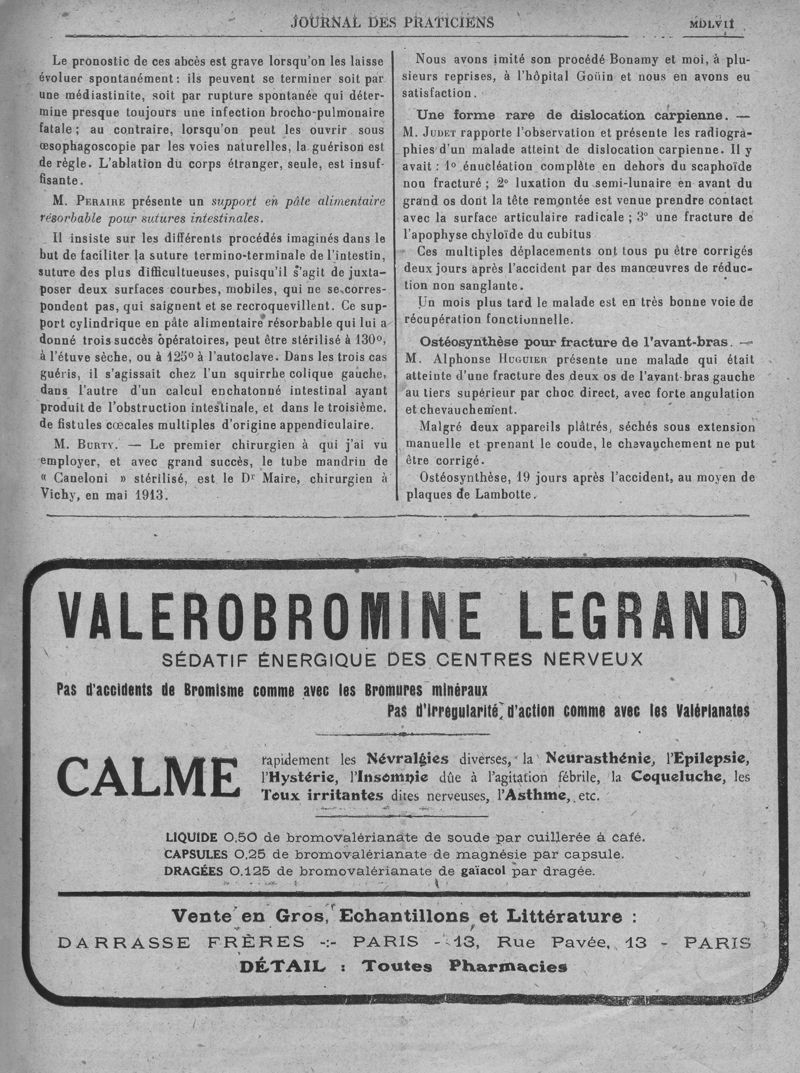 JOURNAL DES PRATICIENS
MDLVII
Le pronostic de ces abcès est grave lorsqu'on les laisse
évoluer spontanément : ils peuvent se terminer soit par
une médiastinite, soit par rupture spontanée qui déter-
mine presque toujours une infection brocho-pulmonaire
fatale ; au contraire, lorsqu'on peut les ouvrir sous
œsophagoscopie par les voies naturelles, la guérison est
de règle. L'ablation du corps étranger, seule, est insuf-
fisante.
M. PERAIRE présente un support en pâte alimentaire
résorbable pour sutures intestinales.
Il insiste sur les différents procédés imaginés dans le
but de faciliter la suture termino-terminale de l'intestin,
suture des plus difficultueuses, puisqu'il s'agit de juxta-
poser deux surfaces courbes, mobiles, qui ne se corres-
pondent pas, qui saignent et se recroquevillent. Ce sup-
port cylindrique en pâte alimentaire résorbable qui lui a
donné trois succès opératoires, peut être stérilisé à 130°,
à l'étuve sèche, ou à 125° à l'autoclave. Dans les trois cas
guéris, il s'agissait chez l'un squirrhe colique gauche,
dans l'autre d'un calcul enchatonné intestinal ayant
produit de l'obstruction intestinale, et dans le troisième,
de fistules cœcales multiples d'origine appendiculaire.
M. BURTY. — Le premier chirurgien à qui j'ai vu
employer, et avec grand succès, le tube mandrin de
« Caneloni » stérilisé, est le Dr Maire, chirurgien à
Vichy, en mai 1913.
Nous avons imité son procédé Bonamy et moi, à plu-
sieurs reprises, à l'hôpital Goüin et nous en avons eu
satisfaction.
Une forme rare de dislocation carpienne. —
M. JUDET rapporte l'observation et présente les radiogra-
phies d'un malade atteint de dislocation carpienne. Il y
avait : 1° énucléation complète en dehors du scaphoïde
non fracturé ; 2° luxation du semi-lunaire en avant du
grand os dont la tête remontée est venue prendre contact
avec la surface articulaire radicale ; 3° une fracture de
l'apophyse chyloïde du cubitus
Ces multiples déplacements ont tous pu être corrigés
deux jours après l'accident par des manœuvres de réduc-
tion non sanglante.
Un mois plus tard le malade est en très bonne voie de
récupération fonctionnelle.
Ostéosynthèse pour fracture de l'avant-bras. —
M. Alphonse HUGUIER présente une malade qui était
atteinte d'une fracture des deux os de l'avant-bras gauche
au tiers supérieur par choc direct, avec forte angulation
et chevauchement.
Malgré deux appareils plâtrés, séchés sous extension
manuelle et prenant le coude, le chavauchement ne put
être corrigé.
Ostéosynthèse, 19 jours après l'accident, au moyen de
plaques de Lambotte.
VALEROBROMINE LEGRAND
SÉDATIF ÉNERGIQUE DES CENTRES NERVEUX
Pas d'accidents de Bromisme comme avec les Bromures minéraux
Pas d'irrégularité d'action comme avec les Valérianates
CALME
rapidement les Névralgies diverses, la Neurasthénie, l'Epilepsie,
l'Hystérie, l'Insomnie dûe à l'agitation fébrile, la Coqueluche, les
Toux irritantes dites nerveuses, l'Asthme, etc.
LIQUIDE 0,50 de bromovalérianate de soude par cuillerée à café.
CAPSULES 0,25 de bromovalérianate de magnésie par capsule.
DRAGÉES 0,125 de bromovalérianate de gaïacol par dragée.
Vente en Gros, Echantillons et Littérature :
DARRASSE FRÈRES -:- PARIS - 13, Rue Pavée, 13 - PARIS
DÉTAIL : Toutes Pharmacies